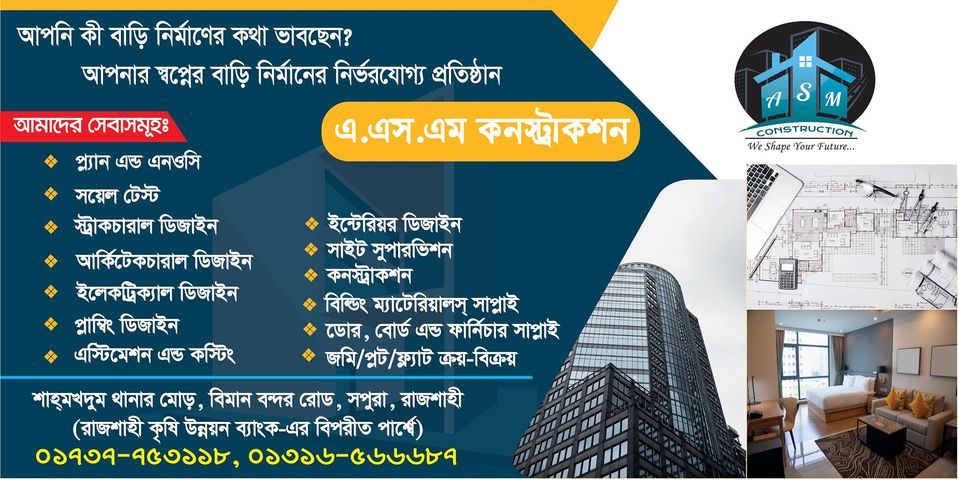 আপনি কী বাড়ি নির্মাণের কথা ভাবছেন?
আপনার স্বপ্নের বাড়ি নির্মানের নির্ভরযোগ্য প্রতিষ্ঠান
এ.এস.এম কনস্ট্রাকশন
A S M
CONSTRUCTION
We Shape Your Future...
আমাদের সেবাসমূহঃ
প্ল্যান এন্ড এনওসি
সয়েল টেস্ট
স্ট্রাকচারাল ডিজাইন
আর্কিটেকচারাল ডিজাইন
ইলেকট্রিক্যাল ডিজাইন
প্লাম্বিং ডিজাইন
এস্টিমেশন এন্ড কস্টিং
ইন্টেরিয়র ডিজাইন
সাইট সুপারভিশন
কনস্ট্রাকশন
বিল্ডিং ম্যাটেরিয়ালস্ সাপ্লাই
ডোর, বোর্ড এন্ড ফার্নিচার সাপ্লাই
জমি/প্লট/ফ্ল্যাট ক্রয়-বিক্রয়
শাহ্মখদুম থানার মোড়, বিমান বন্দর রোড, সপুরা, রাজশাহী
(রাজশাহী কৃষি উন্নয়ন ব্যাংক-এর বিপরীত পার্শ্বে)
০১৭৩৭-৭৫৩১১৮, ০১৩১৬-৫৬৬৬৮৭